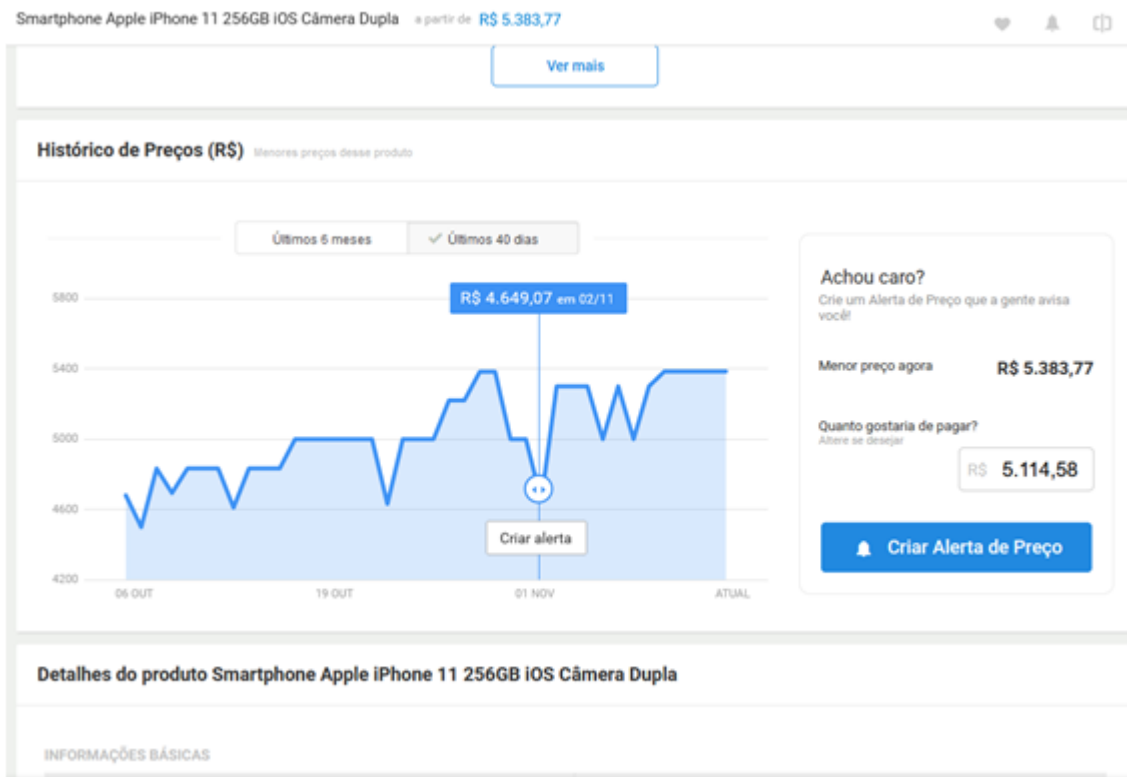 Smartphone Apple iPhone 11 256GB iOS Câmera Dupla a partir de R$ 5.383,77
Ver mais
Histórico de Preços (R$) Menores preços desse produto
Últimos 6 meses
Últimos 40 dias
5800
5400
5000
4600
4200
R$ 4.649,07 em 02/11
Criar alerta
06 OUT
19 OUT
01 NOV
ATUAL
Achou caro?
Crie um Alerta de Preço que a gente avisa
você!
Menor preço agora R$ 5.383,77
Quanto gostaria de pagar?
Altere se desejar
R$ 5.114,58
Criar Alerta de Preço
Detalhes do produto Smartphone Apple iPhone 11 256GB iOS Câmera Dupla
INFORMAÇÕES BÁSICAS